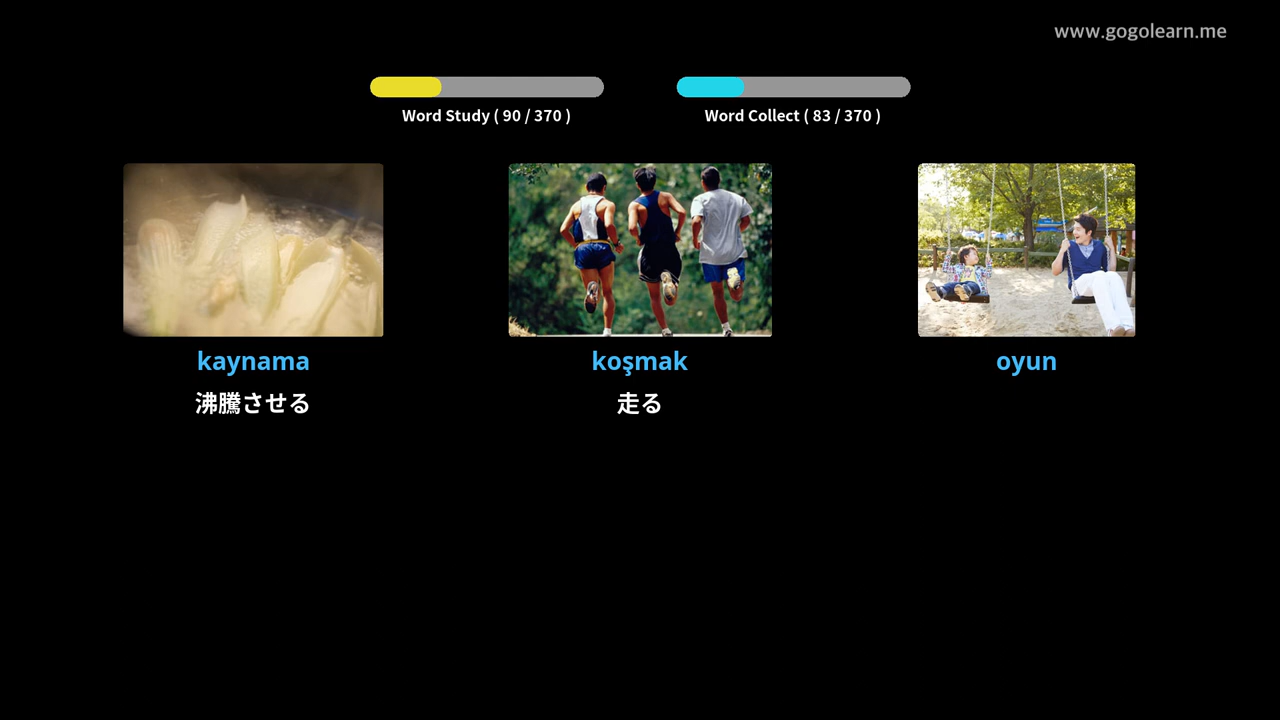 www.gogolearn.me
Word Study ( 90 / 370 )
Word Collect ( 83 / 370 )
kaynama
koşmak
oyun
沸騰させる
走る